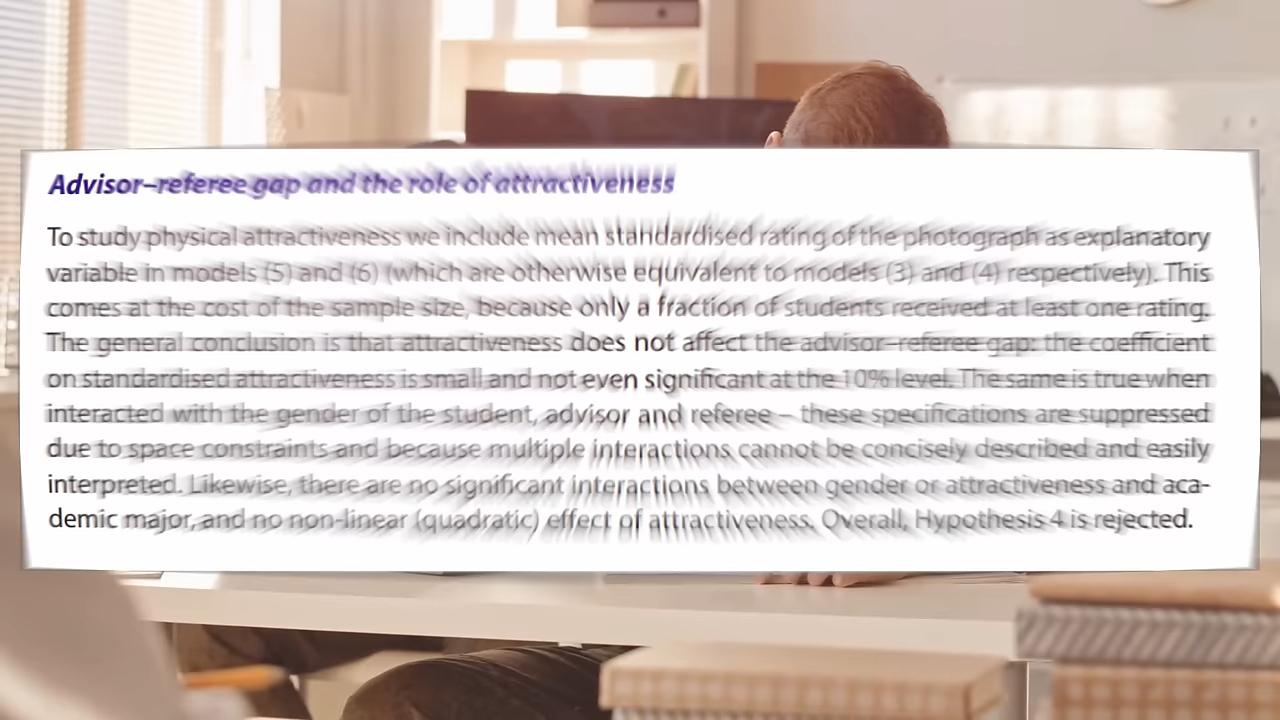 Advisor–referee gap and the role of attractiveness
To study physical attractiveness we include mean standardised rating of the photograph as explanatory
variable in models (5) and (6) (which are otherwise equivalent to models (3) and (4) respectively). This
comes at the cost of the sample size, because only a fraction of students received at least one rating.
The general conclusion is that attractiveness does not affect the advisor–referee gap: the coefficient
on standardised attractiveness is small and not even significant at the 10% level. The same is true when
interacted with the gender of the student, advisor and referee – these specifications are suppressed
due to space constraints and because multiple interactions cannot be concisely described and easily
interpreted. Likewise, there are no significant interactions between gender or attractiveness and aca-
demic major, and no non-linear (quadratic) effect of attractiveness. Overall, Hypothesis 4 is rejected.